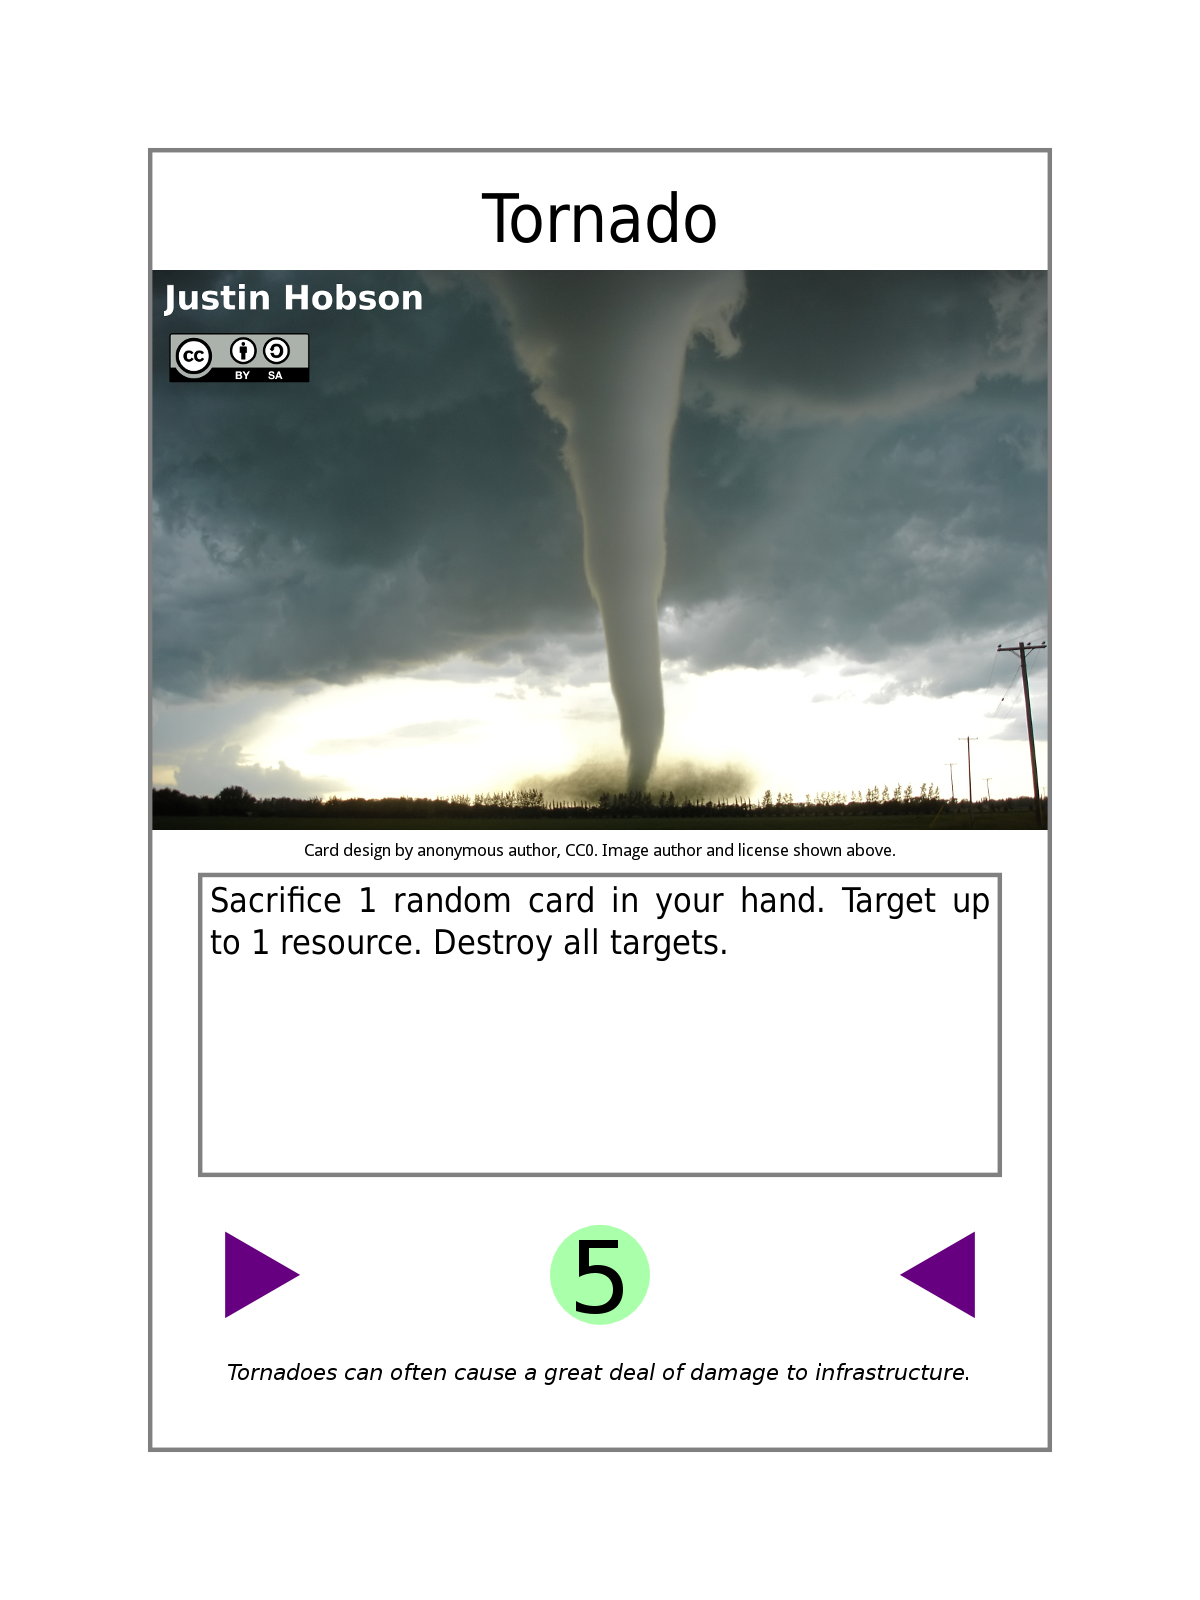 Tornado
Justin Hobson
cc
BY SA
Card design by anonymous author, CC0. Image author and license shown above.
Sacrifice 1 random card in your hand. Target up
to 1 resource. Destroy all targets.
5
Tornadoes can often cause a great deal of damage to infrastructure.